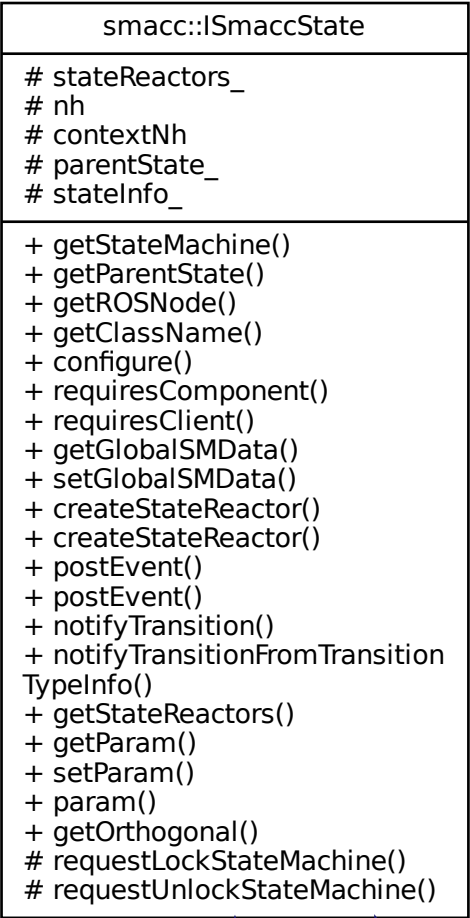 smacc::ISmaccState
# stateReactors_
# nh
# contextNh
# parentState_
# stateInfo_
+ getStateMachine()
+ getParentState()
+ getROSNode()
+ getClassName()
+ configure()
+ requiresComponent()
+ requiresClient()
+ getGlobalSMData()
+ setGlobalSMData()
+ createStateReactor()
+ createStateReactor()
+ postEvent()
+ postEvent()
+ notifyTransition()
+ notifyTransitionFromTransition
TypeInfo()
+ getStateReactors()
+ getParam()
+ setParam()
+ param()
+ getOrthogonal()
# requestLockStateMachine()
# requestUnlockStateMachine()